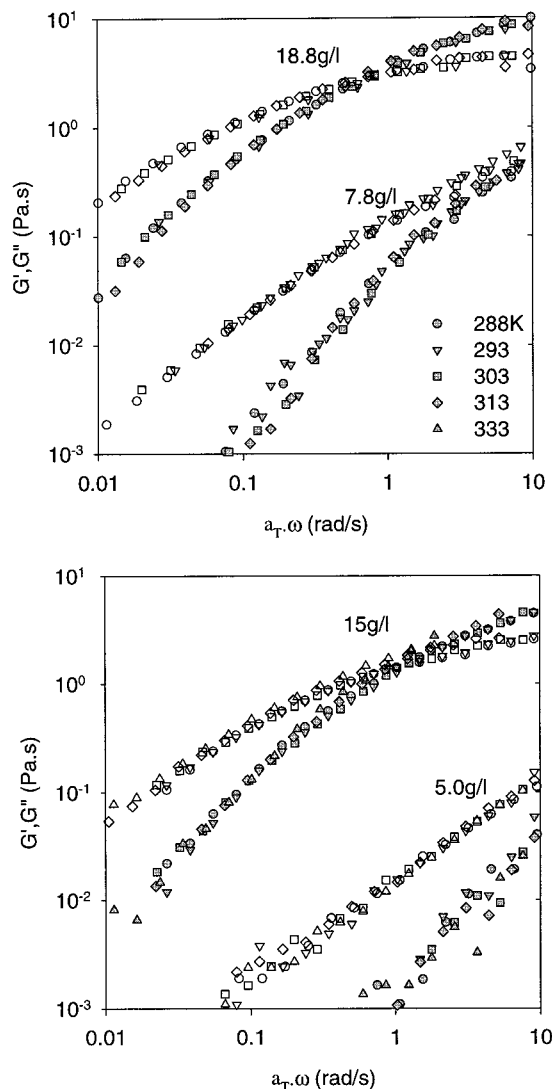 10¹
18.8g/l
10⁰
7.8g/l
G',G" (Pa.s)
10⁻¹
288K
293
10⁻²
303
313
333
10⁻³
0.01
0.1
1
10
a_T.ω (rad/s)
10¹
15g/l
10⁰
G',G" (Pa.s)
10⁻¹
5.0g/l
10⁻²
10⁻³
0.01
0.1
1
10
a_T.ω (rad/s)